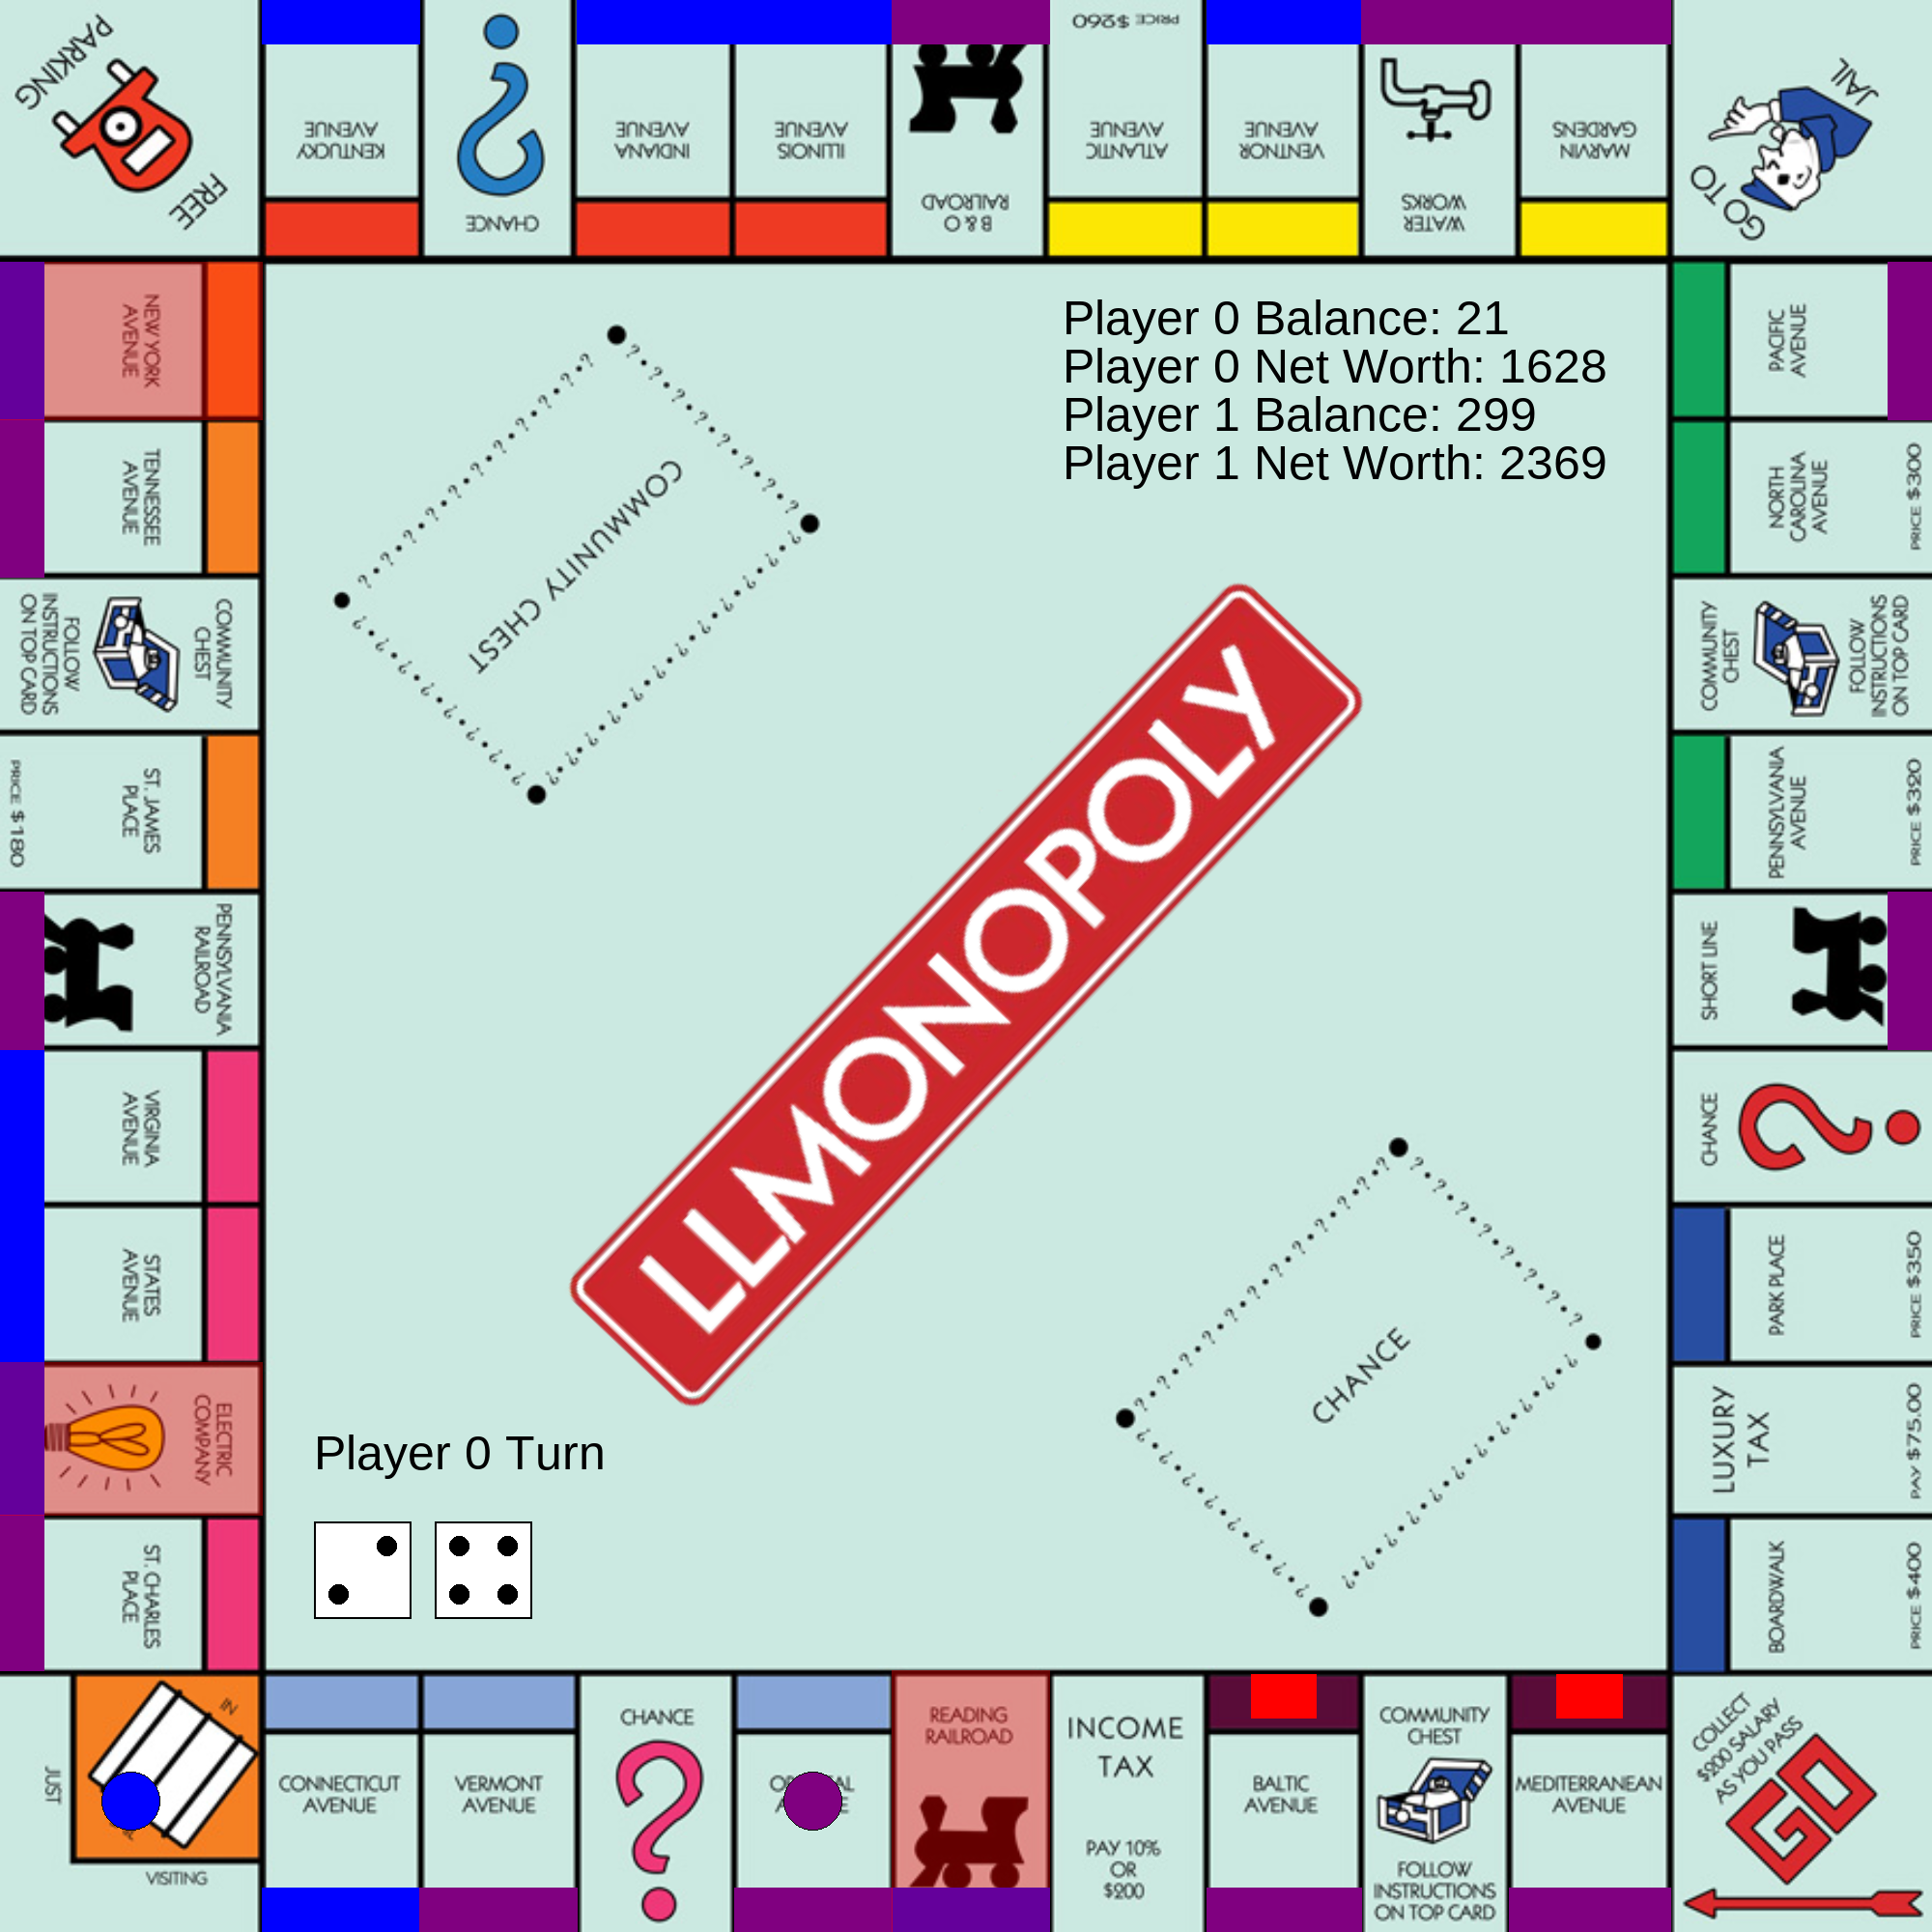 FREE
PARKING
KENTUCKY
AVENUE
CHANCE
INDIANA
AVENUE
ILLINOIS
AVENUE
B & O
RAILROAD
ATLANTIC
AVENUE
PRICE $260
VENTNOR
AVENUE
WATER
WORKS
MARVIN
GARDENS
GO TO
JAIL
NEW YORK
AVENUE
TENNESSEE
AVENUE
COMMUNITY
CHEST
FOLLOW
INSTRUCTIONS
ON TOP CARD
ST. JAMES
PLACE
PRICE $180
PENNSYLVANIA
RAILROAD
VIRGINIA
AVENUE
STATES
AVENUE
ELECTRIC
COMPANY
ST. CHARLES
PLACE
Player 0 Balance: 21
Player 0 Net Worth: 1628
Player 1 Balance: 299
Player 1 Net Worth: 2369
COMMUNITY CHEST
LLMONOPOLY
CHANCE
Player 0 Turn
PACIFIC
AVENUE
NORTH
CAROLINA
AVENUE
PRICE $300
COMMUNITY
CHEST
FOLLOW
INSTRUCTIONS
ON TOP CARD
PENNSYLVANIA
AVENUE
PRICE $320
SHORT LINE
CHANCE
PARK PLACE
PRICE $350
LUXURY
TAX
PAY $75.00
BOARDWALK
PRICE $400
IN
JUST
VISITING
CONNECTICUT
AVENUE
VERMONT
AVENUE
CHANCE
READING
RAILROAD
INCOME
TAX
PAY 10%
OR
$200
BALTIC
AVENUE
COMMUNITY
CHEST
FOLLOW
INSTRUCTIONS
ON TOP CARD
MEDITERRANEAN
AVENUE
COLLECT
$200 SALARY
AS YOU PASS
GO